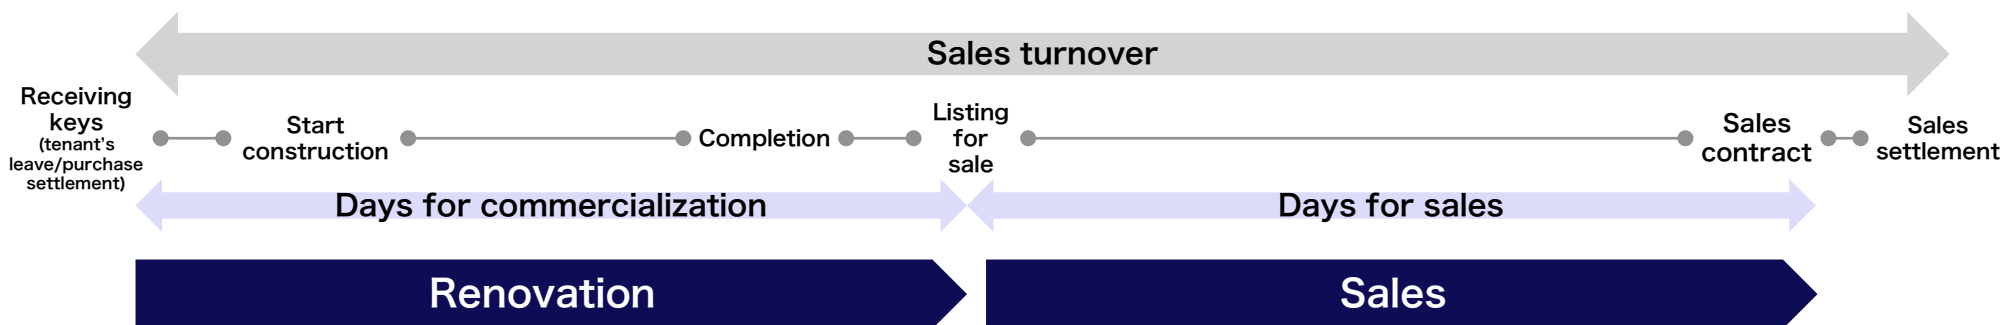 Sales turnover
Receiving
keys
(tenant's
leave/purchase
settlement)
Start
construction
Completion
Listing
for
sale
Sales
contract
Sales
settlement
Days for commercialization
Days for sales
Renovation
Sales